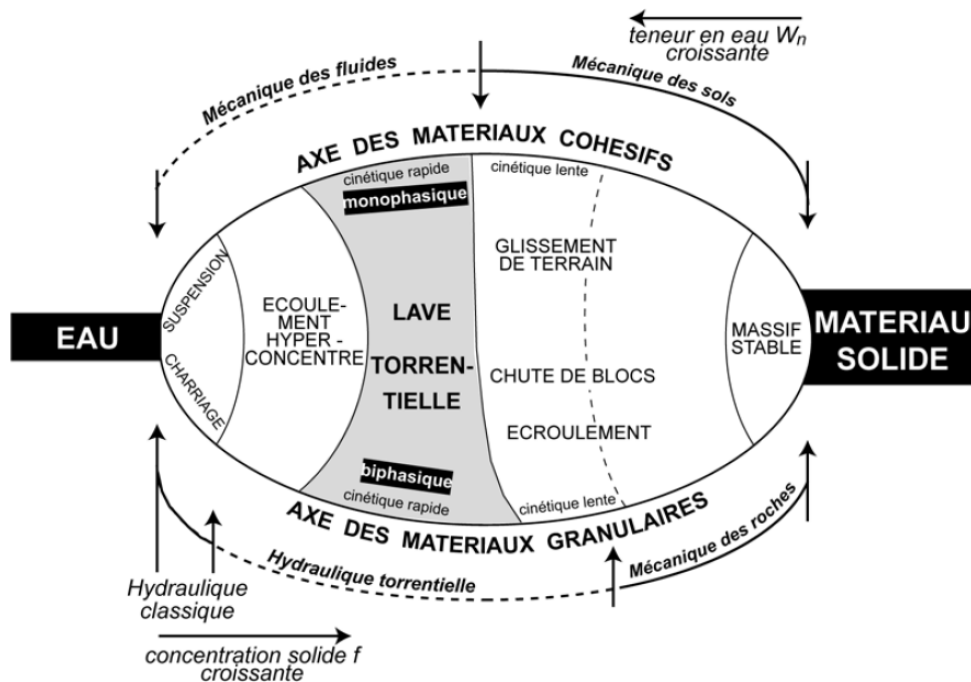 teneur en eau Wn
croissante
Mécanique des fluides
Mécanique des sols
AXE DES MATERIAUX COHESIFS
cinétique rapide
cinétique lente
monophasique
GLISSEMENT
DE TERRAIN
SUSPENSION
ECOULE-
MENT
HYPER -
CONCENTRE
LAVE
EAU
MASSIF
STABLE
MATERIAU
SOLIDE
TORREN-
TIELLE
CHARRIAGE
CHUTE DE BLOCS
ECROULEMENT
biphasique
cinétique rapide
cinétique lente
AXE DES MATERIAUX GRANULAIRES
Mécanique des roches
Hydraulique torrentielle
Hydraulique
classique
concentration solide f
croissante